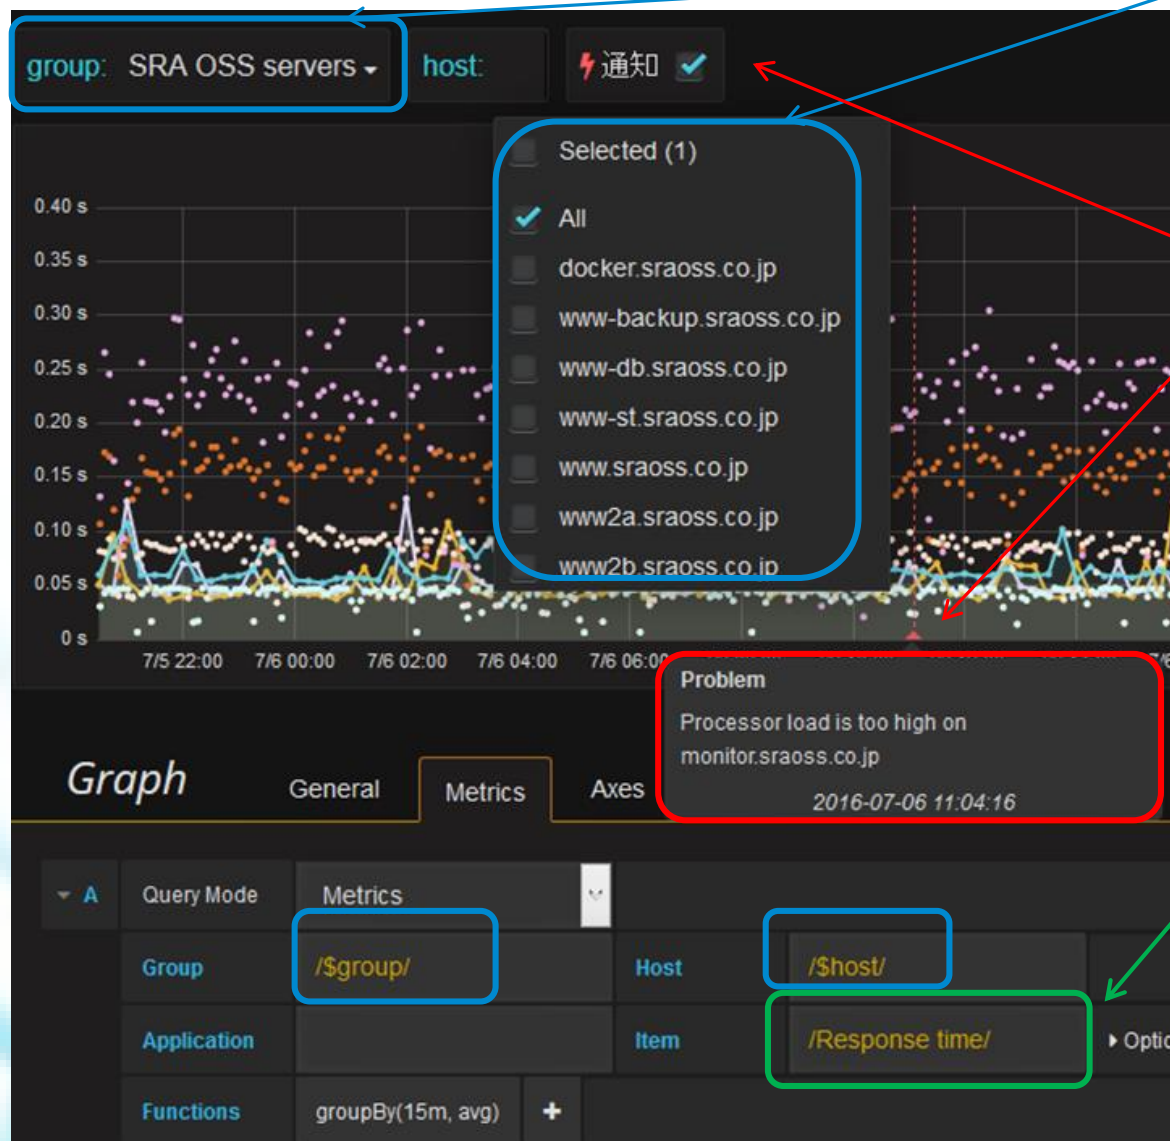 group: SRA OSS servers host: 通知
Selected (1)
All
docker.sraoss.co.jp
www-backup.sraoss.co.jp
www-db.sraoss.co.jp
www-st.sraoss.co.jp
www.sraoss.co.jp
www2a.sraoss.co.jp
www2b.sraoss.co.jp
0.40 s
0.35 s
0.30 s
0.25 s
0.20 s
0.15 s
0.10 s
0.05 s
0 s
7/5 22:00 7/6 00:00 7/6 02:00 7/6 04:00 7/6 06:00
Problem
Processor load is too high on
monitor.sraoss.co.jp
2016-07-06 11:04:16
Graph General Metrics Axes
A Query Mode Metrics
Group /$group/ Host /$host/
Application Item /Response time/ Optio
Functions groupBy(15m, avg) +